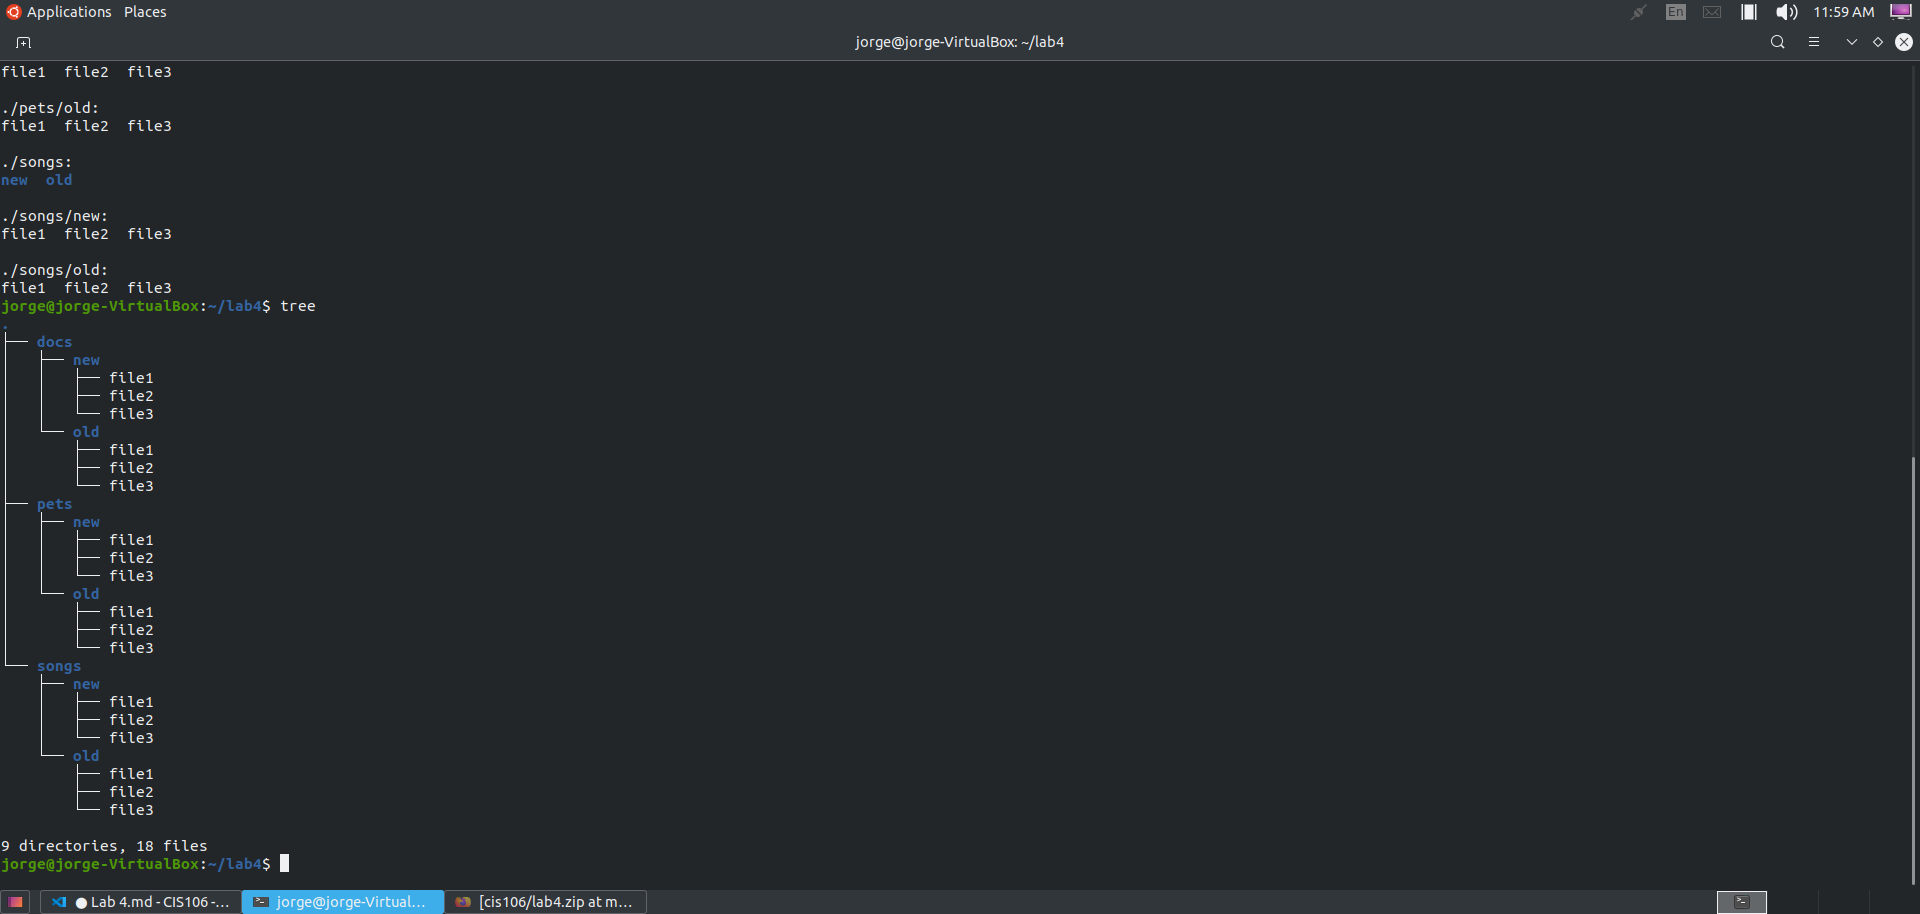 Applications Places
En
11:59 AM
jorge@jorge-VirtualBox: ~/lab4
file1  file2  file3
./pets/old:
file1  file2  file3
./songs:
new  old
./songs/new:
file1  file2  file3
./songs/old:
file1  file2  file3
jorge@jorge-VirtualBox:~/lab4$ tree
.
├── docs
│   ├── new
│   │   ├── file1
│   │   ├── file2
│   │   └── file3
│   └── old
│       ├── file1
│       ├── file2
│       └── file3
├── pets
│   ├── new
│   │   ├── file1
│   │   ├── file2
│   │   └── file3
│   └── old
│       ├── file1
│       ├── file2
│       └── file3
└── songs
    ├── new
    │   ├── file1
    │   ├── file2
    │   └── file3
    └── old
        ├── file1
        ├── file2
        └── file3
9 directories, 18 files
jorge@jorge-VirtualBox:~/lab4$
● Lab 4.md - CIS106 -...
jorge@jorge-Virtual...
[cis106/lab4.zip at m...